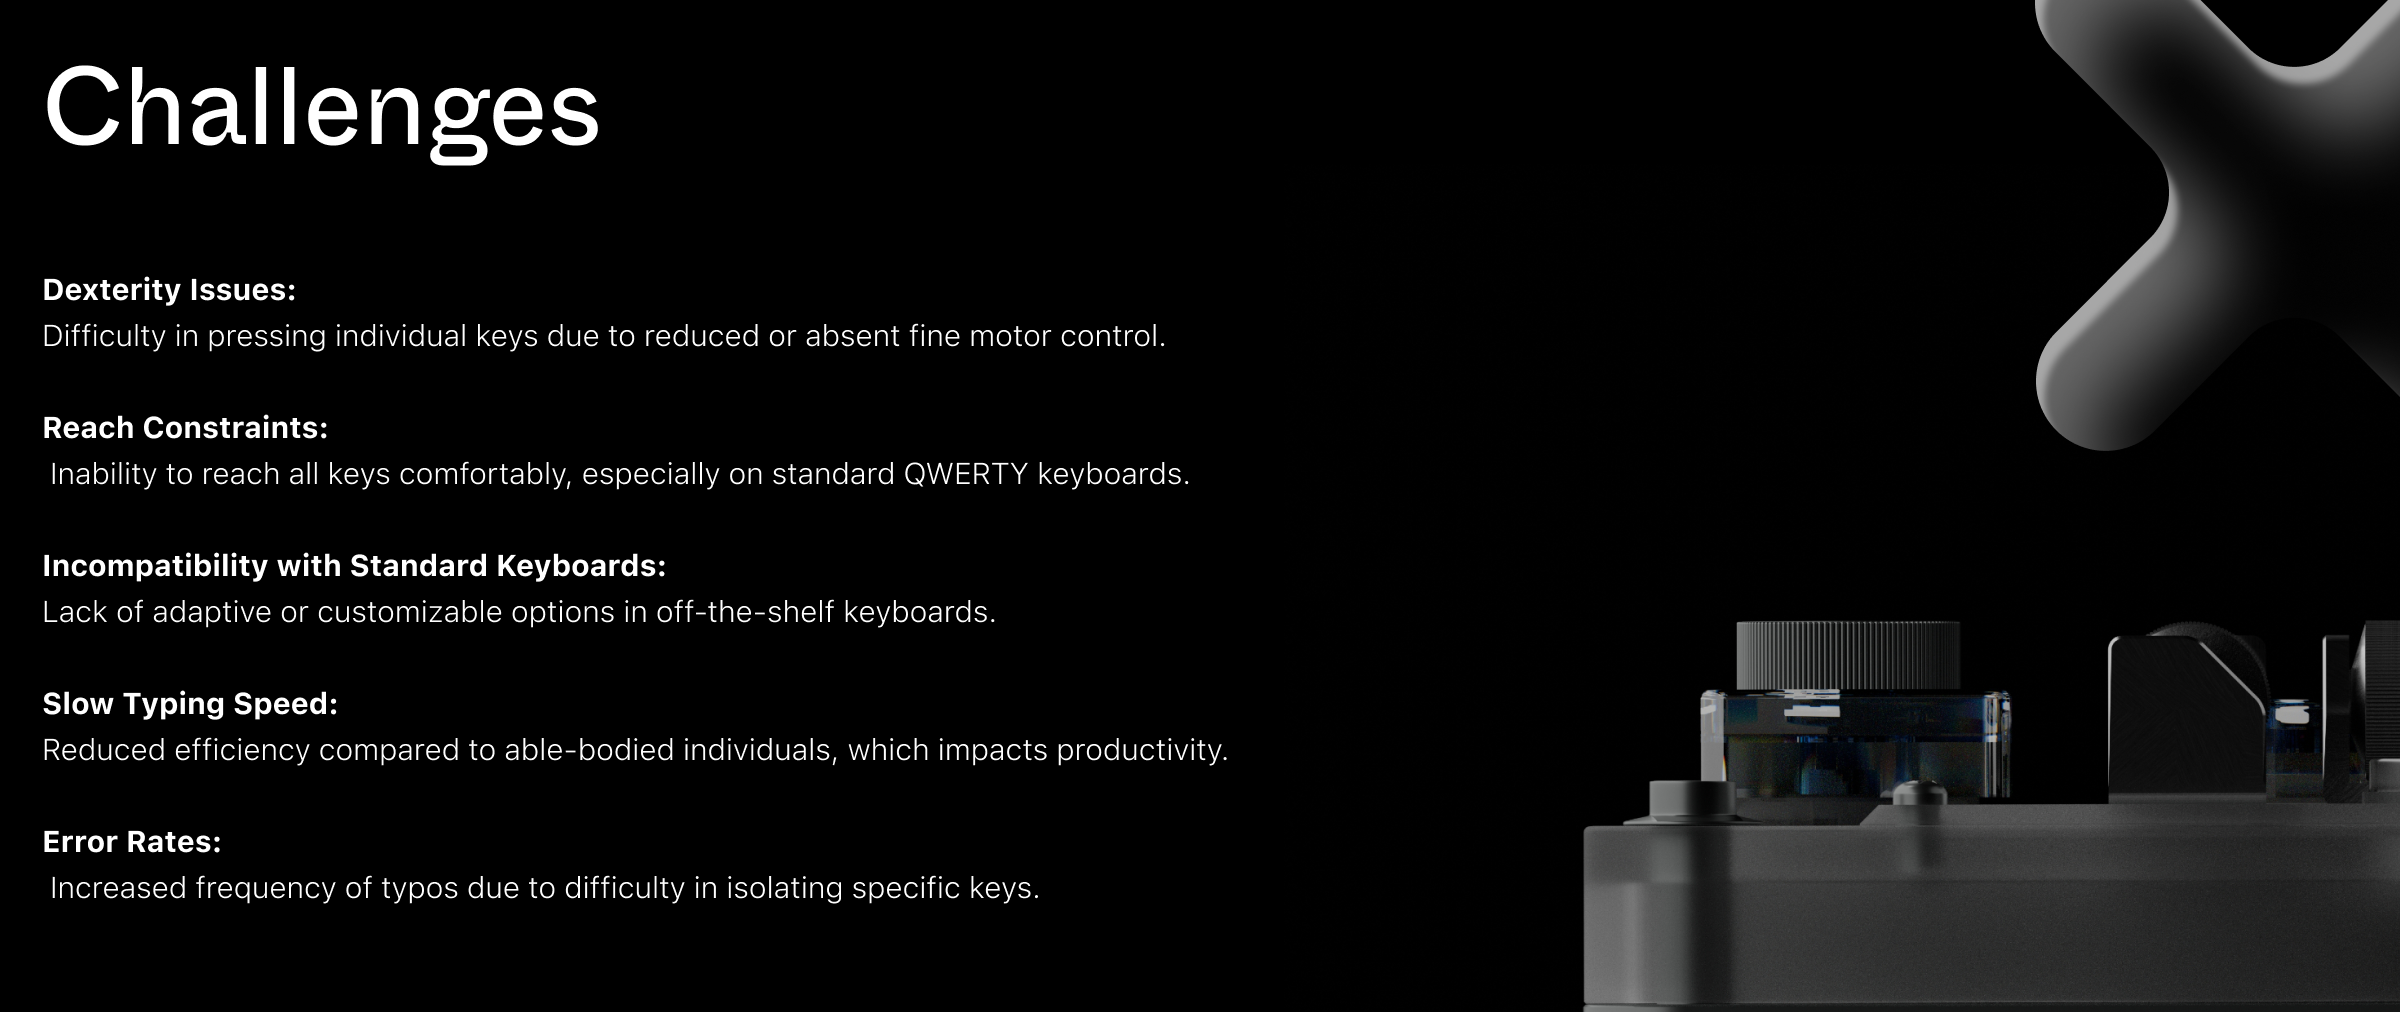 Challenges
Dexterity Issues:
Difficulty in pressing individual keys due to reduced or absent fine motor control.
Reach Constraints:
Inability to reach all keys comfortably, especially on standard QWERTY keyboards.
Incompatibility with Standard Keyboards:
Lack of adaptive or customizable options in off-the-shelf keyboards.
Slow Typing Speed:
Reduced efficiency compared to able-bodied individuals, which impacts productivity.
Error Rates:
Increased frequency of typos due to difficulty in isolating specific keys.